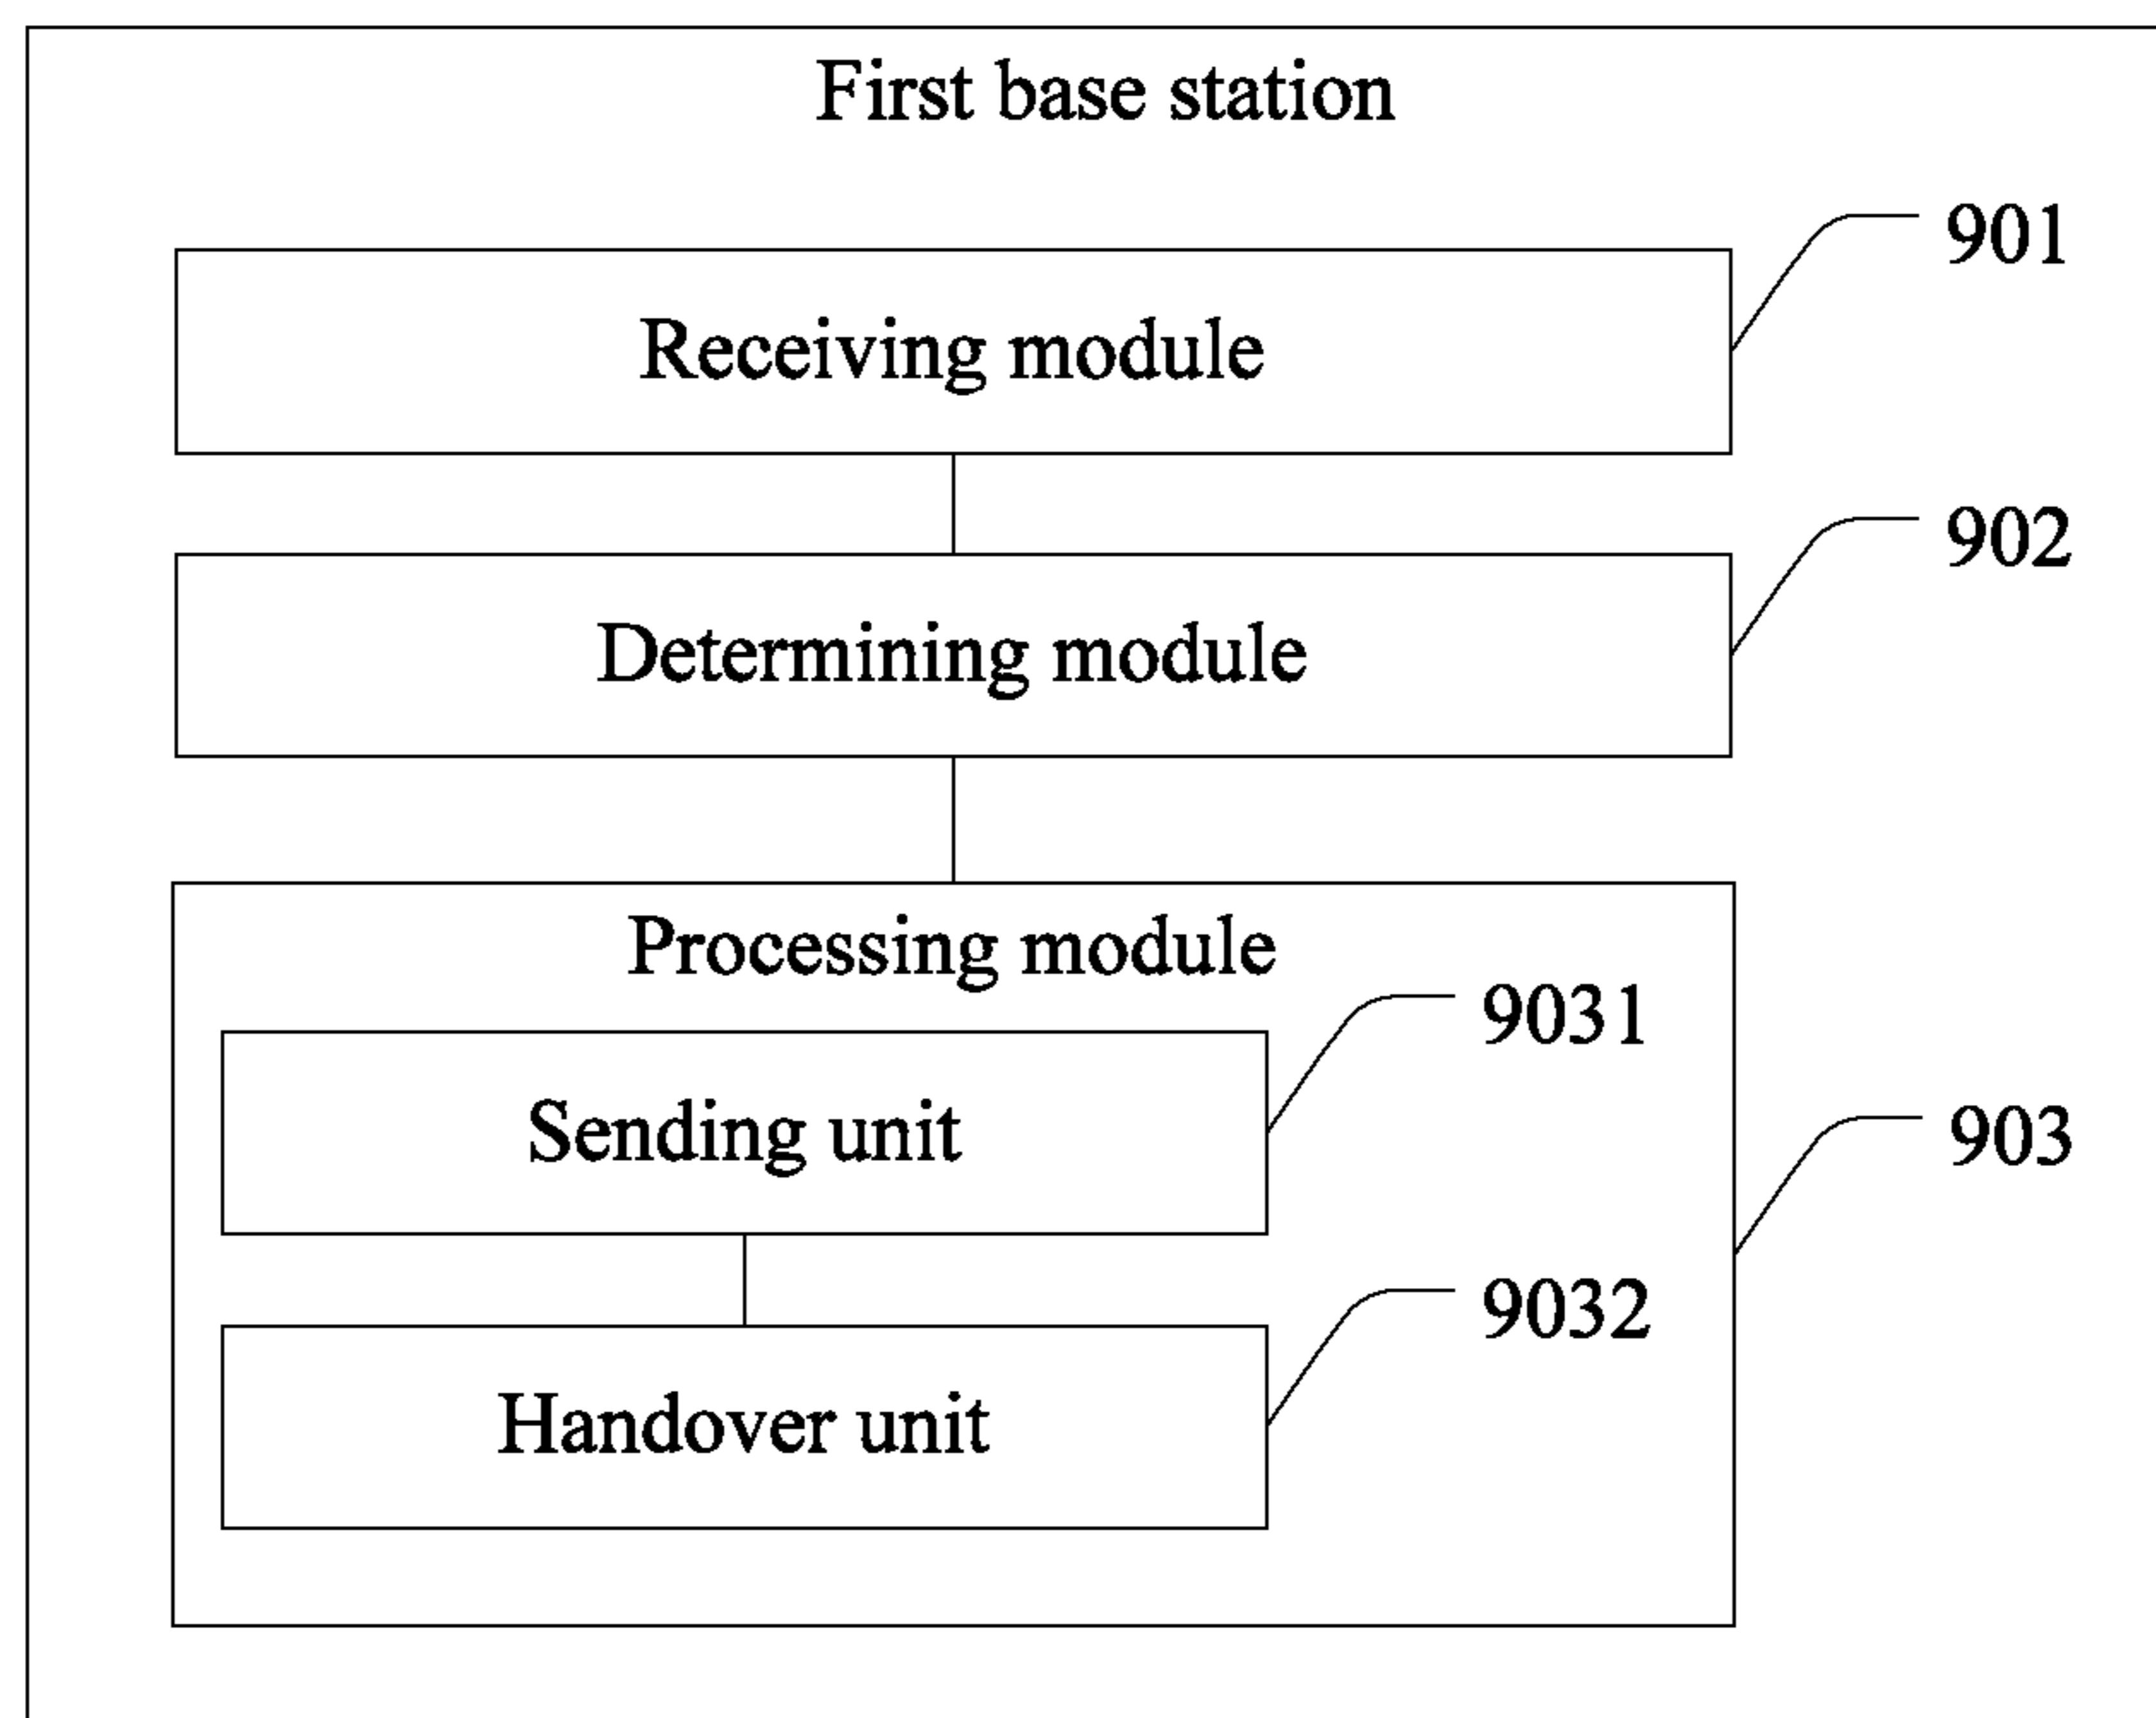 First base station
901
Receiving module
902
Determining module
Processing module
9031
Sending unit
903
9032
Handover unit